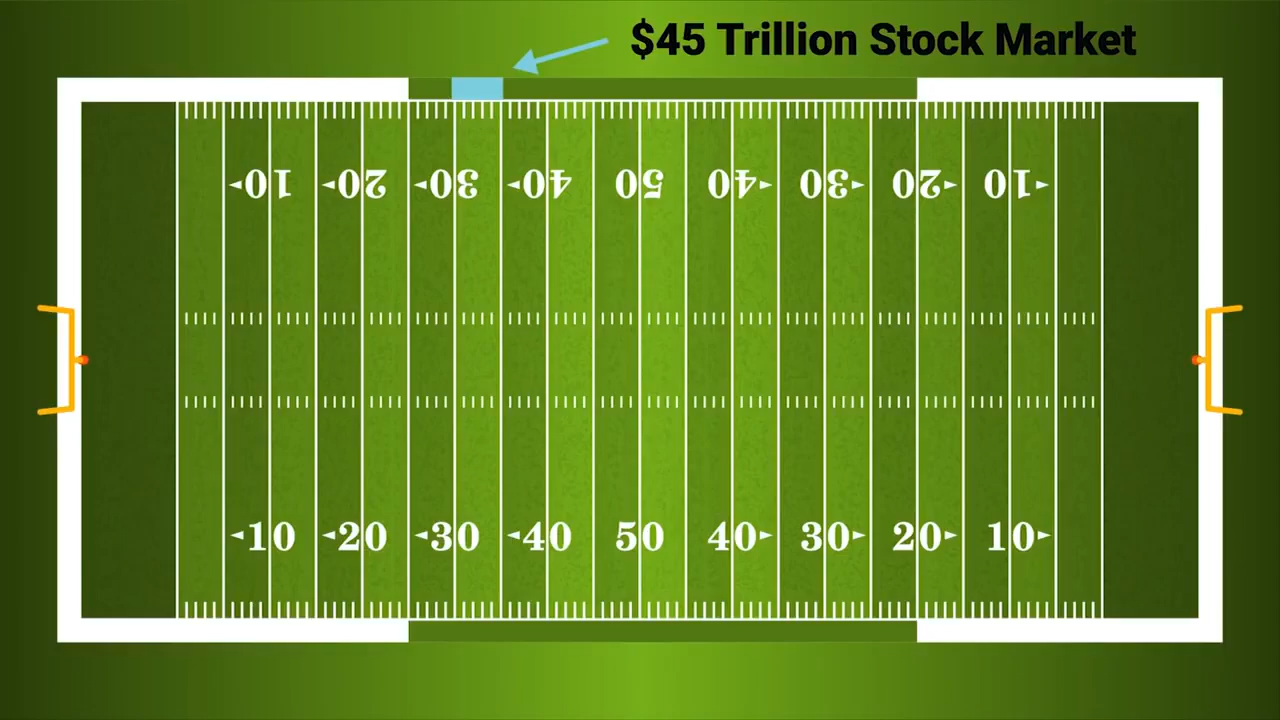 $45 Trillion Stock Market
◄10 ◄20 ◄30 ◄40 50 40► 30► 20► 10►
◄10 ◄20 ◄30 ◄40 50 40► 30► 20► 10►